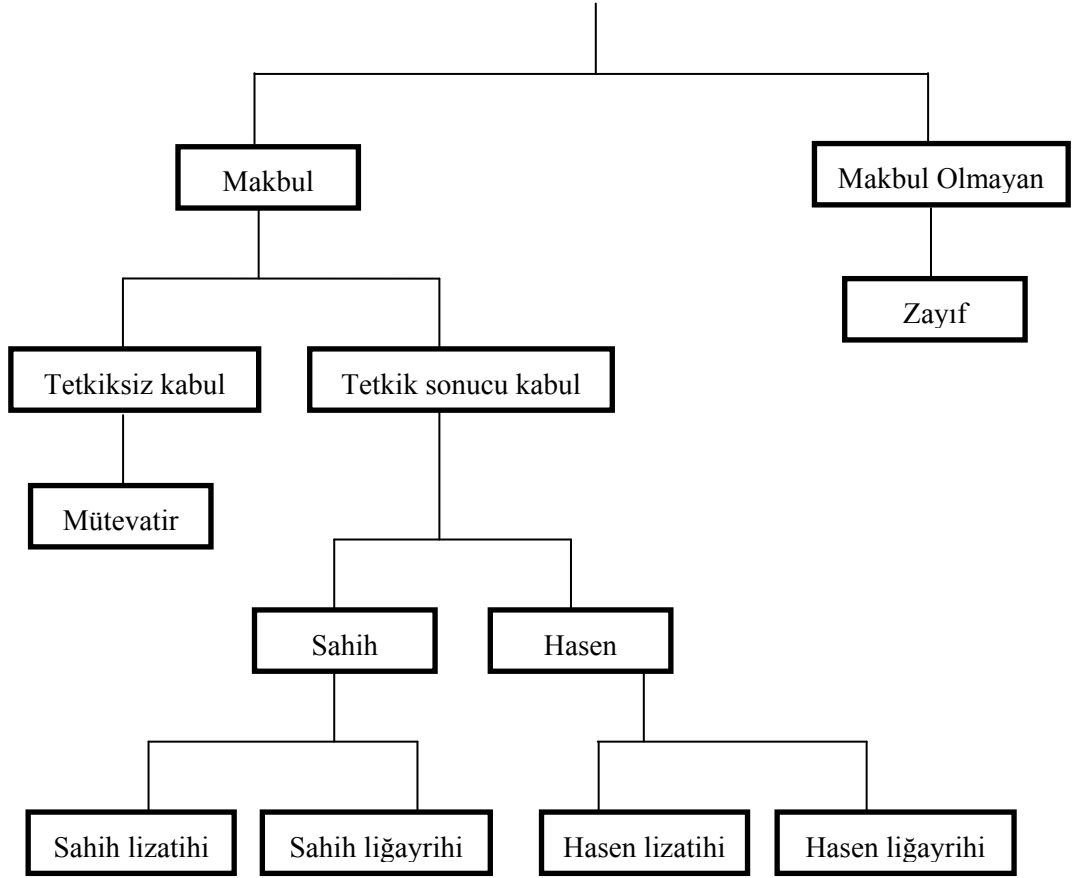 Makbul
Makbul Olmayan
Zayıf
Tetkiksiz kabul
Tetkik sonucu kabul
Mütevatir
Sahih
Hasen
Sahih lizatihi
Sahih liğayrihi
Hasen lizatihi
Hasen liğayrihi